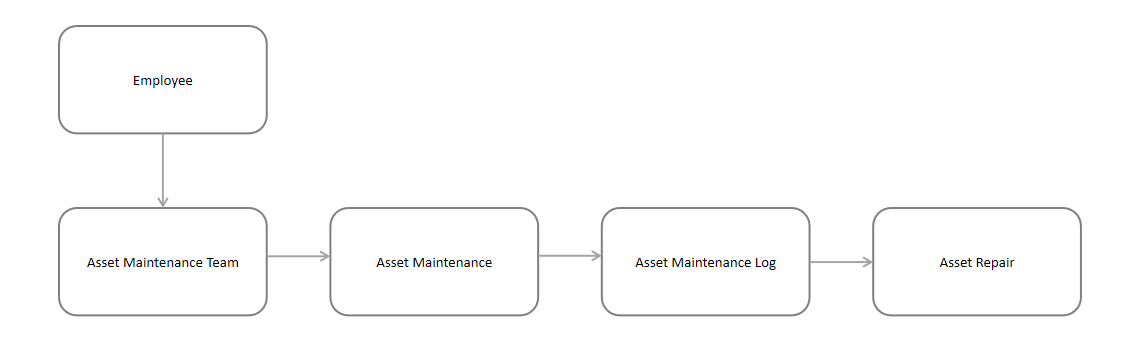 Employee
Asset Maintenance Team
Asset Maintenance
Asset Maintenance Log
Asset Repair